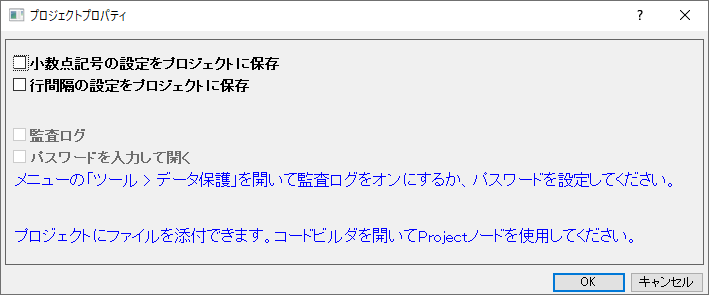 プロジェクトプロパティ
小数点記号の設定をプロジェクトに保存
行間隔の設定をプロジェクトに保存
監査ログ
パスワードを入力して開く
メニューの「ツール > データ保護」を開いて監査ログをオンにするか、パスワードを設定してください。
プロジェクトにファイルを添付できます。コードビルダを開いてProjectノードを使用してください。
OK キャンセル